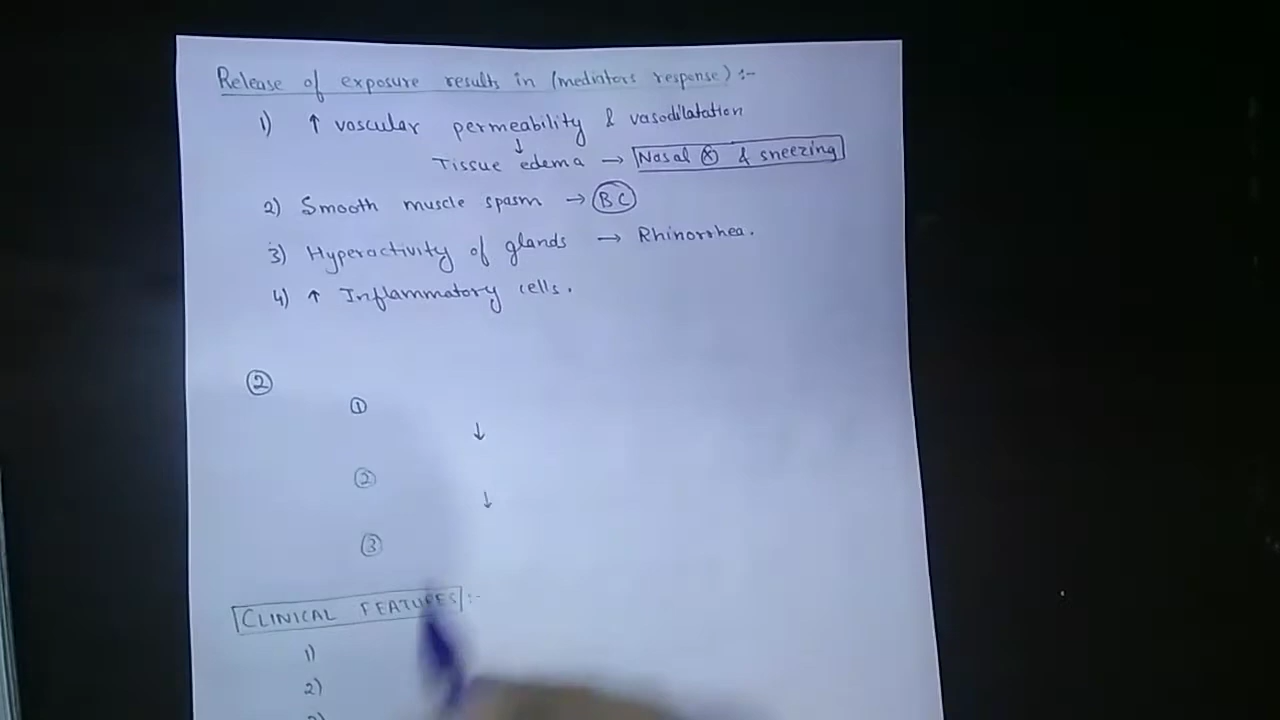 Release of exposure results in (mediators response) :-
1) ↑ vascular permeability & vasodilatation
↓
Tissue edema → Nasal ⊗ & sneezing
2) Smooth muscle spasm → BC
3) Hyperactivity of glands → Rhinorrhea.
4) ↑ Inflammatory cells.
②
①
↓
②
↓
③
CLINICAL FEATURES :-
1)
2)